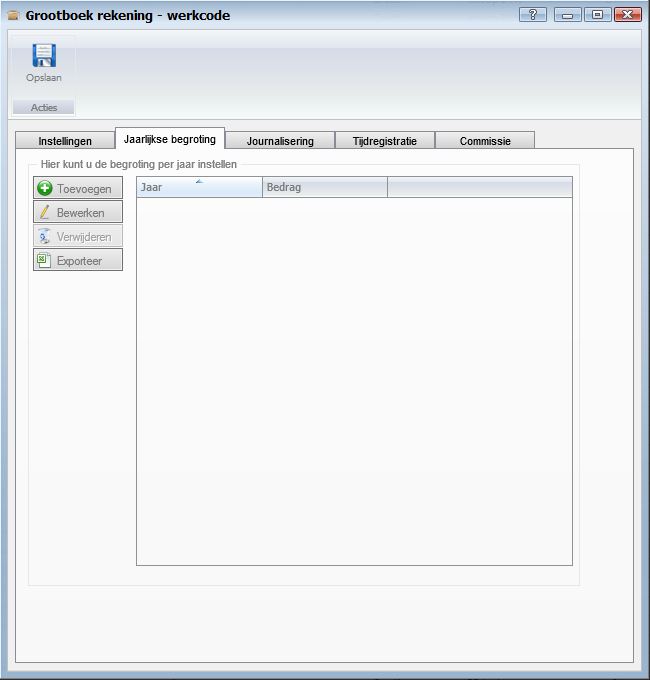 Grootboek rekening - werkcode
?
Opslaan
Acties
Instellingen
Jaarlijkse begroting
Journalisering
Tijdregistratie
Commissie
Hier kunt u de begroting per jaar instellen
Toevoegen
Bewerken
Verwijderen
Exporteer
Jaar
Bedrag